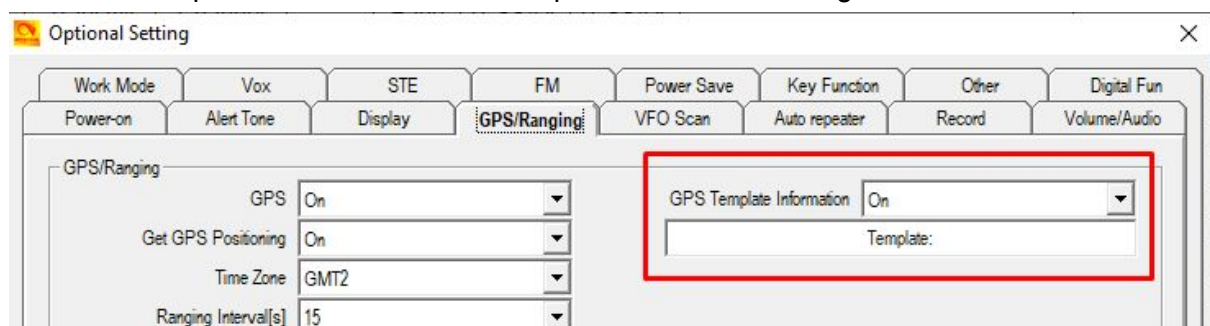 Optional Setting
Work Mode Vox STE FM Power Save Key Function Other Digital Fun
Power-on Alert Tone Display GPS/Ranging VFO Scan Auto repeater Record Volume/Audio
GPS/Ranging
GPS On GPS Template Information On
Get GPS Positioning On Template:
Time Zone GMT2
Ranging Interval[s] 15